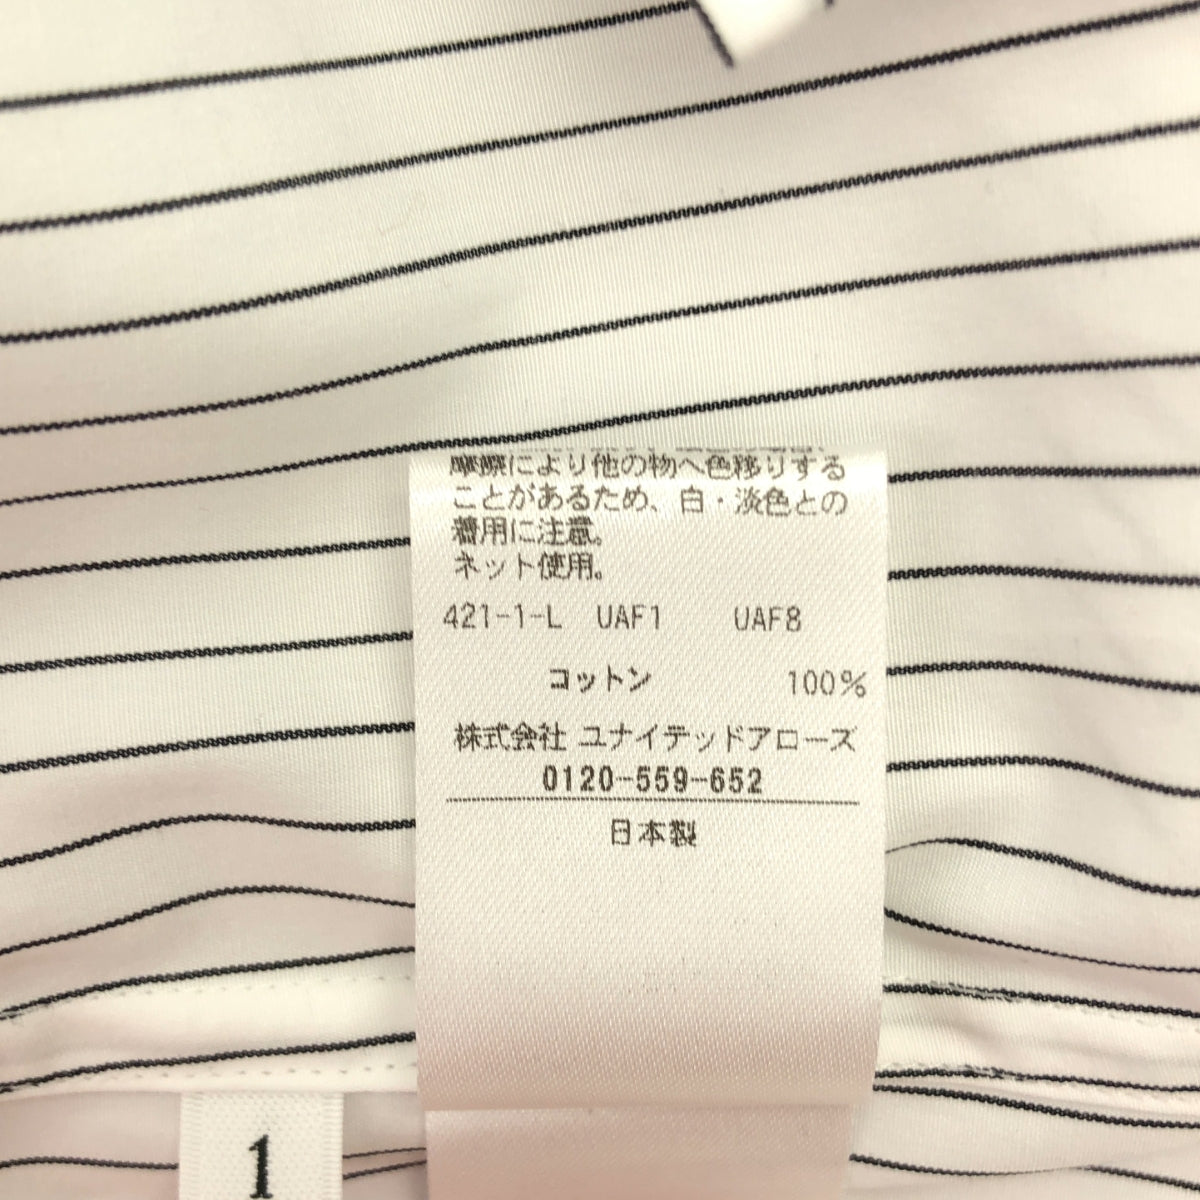 摩擦により他の物へ色移りする
ことがあるため、白・淡色との
着用に注意。
ネット使用。
421-1-L UAF1 UAF8
コットン 100%
株式会社 ユナイテッドアローズ
0120-559-652
日本製
1